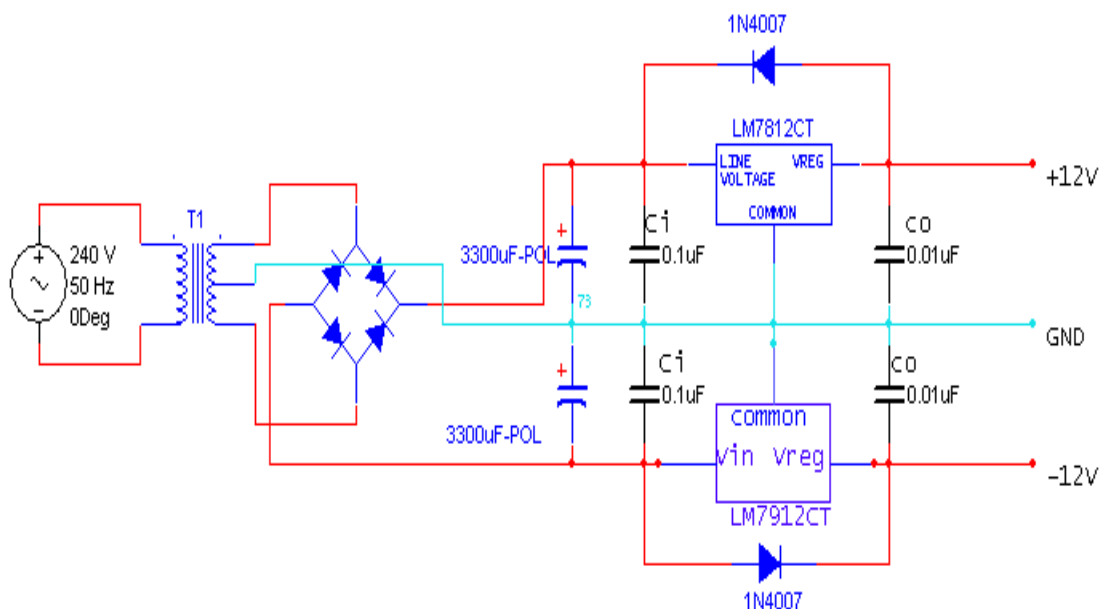 1N4007
LM7812CT
LINE VREG
VOLTAGE
COMMON
+12V
T1
+
240 V
50 Hz
0Deg
-
+
3300uF-POL
Ci
0.1uF
co
0.01uF
73
GND
+
3300uF-POL
Ci
0.1uF
co
0.01uF
common
Vin Vreg
-12V
LM7912CT
1N4007